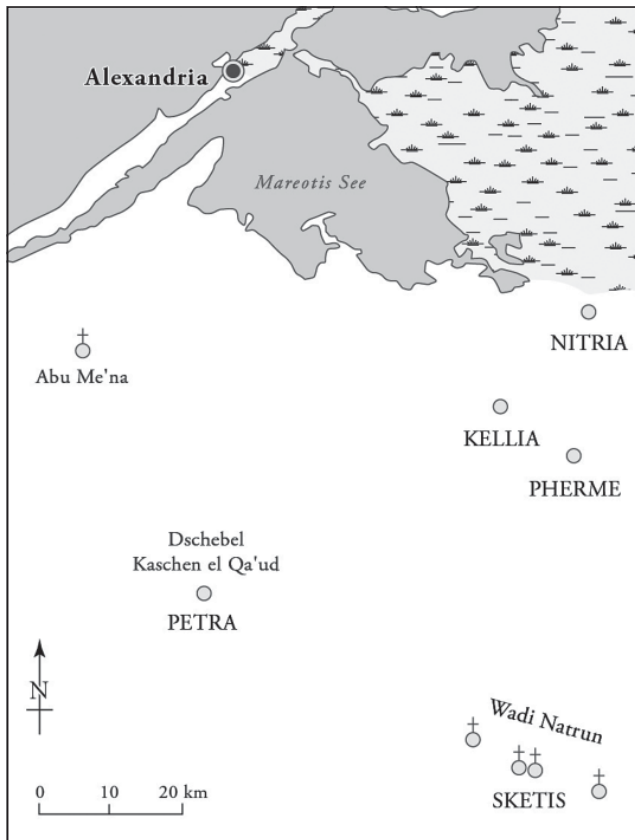 Alexandria
Mareotis See
NITRIA
Abu Me'na
KELLIA
PHERME
Dschebel
Kaschen el Qa'ud
PETRA
N
Wadi Natrun
SKETIS
0 10 20 km